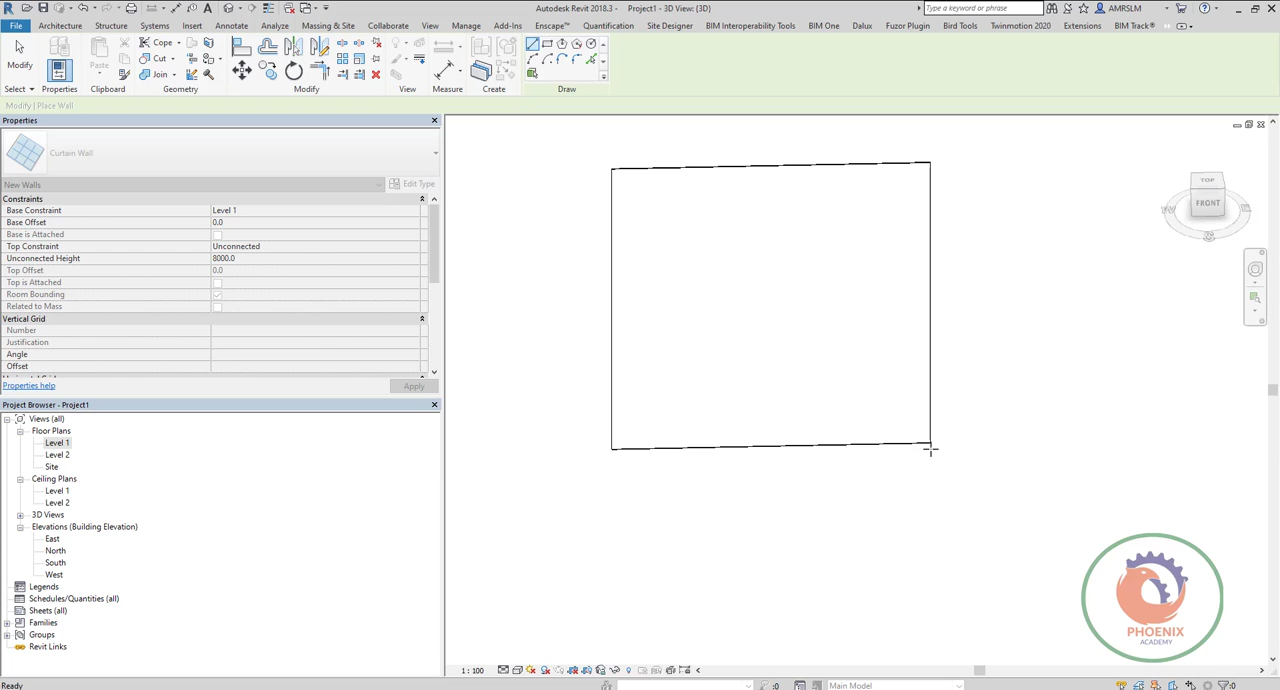 Autodesk Revit 2018.3 - Project1 - 3D View: {3D}
Type a keyword or phrase
AMRSLM
File Architecture Structure Systems Insert Annotate Analyze Massing & Site Collaborate View Manage Add-Ins Enscape™ Quantification Site Designer BIM Interoperability Tools BIM One Dalux Fuzor Plugin Bird Tools Twinmotion 2020 Extensions BIM Track®
Modify
Paste
Cope
Cut
Join
Select Properties Clipboard Geometry Modify View Measure Create Draw
Modify | Place Wall
Properties
Curtain Wall
New Walls Edit Type
Constraints
Base Constraint Level 1
Base Offset 0.0
Base is Attached
Top Constraint Unconnected
Unconnected Height 8000.0
Top Offset 0.0
Top is Attached
Room Bounding
Related to Mass
Vertical Grid
Number
Justification
Angle
Offset
Properties help Apply
Project Browser - Project1
Views (all)
Floor Plans
Level 1
Level 2
Site
Ceiling Plans
Level 1
Level 2
3D Views
Elevations (Building Elevation)
East
North
South
West
Legends
Schedules/Quantities (all)
Sheets (all)
Families
Groups
Revit Links
TOP
FRONT
PHOENIX
ACADEMY
1 : 100
Ready
:0
Main Model
:0